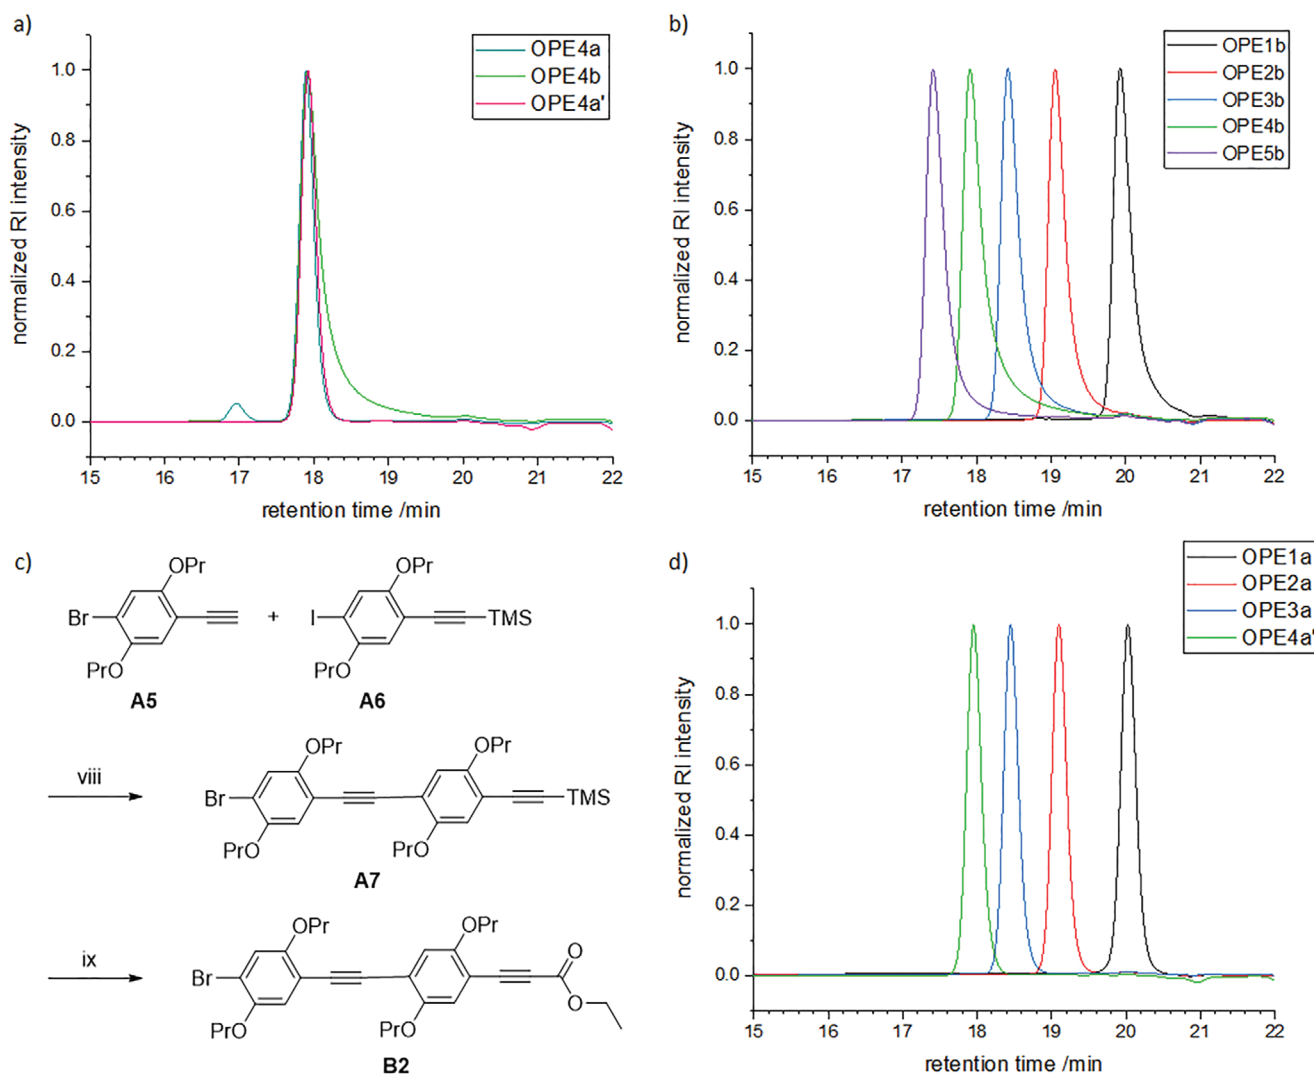 a)
OPE4a
OPE4b
OPE4a'
normalized RI intensity
1.0
0.8
0.6
0.4
0.2
0.0
15 16 17 18 19 20 21 22
retention time /min
b)
OPE1b
OPE2b
OPE3b
OPE4b
OPE5b
normalized RI intensity
1.0
0.8
0.6
0.4
0.2
0.0
15 16 17 18 19 20 21 22
retention time /min
c)
OPr
Br
PrO
A5
+
OPr
I
TMS
PrO
A6
viii
OPr
OPr
Br
TMS
PrO
PrO
A7
ix
OPr
OPr
Br
O
O
PrO
PrO
B2
d)
OPE1a
OPE2a
OPE3a
OPE4a'
normalized RI intensity
1.0
0.8
0.6
0.4
0.2
0.0
15 16 17 18 19 20 21 22
retention time /min